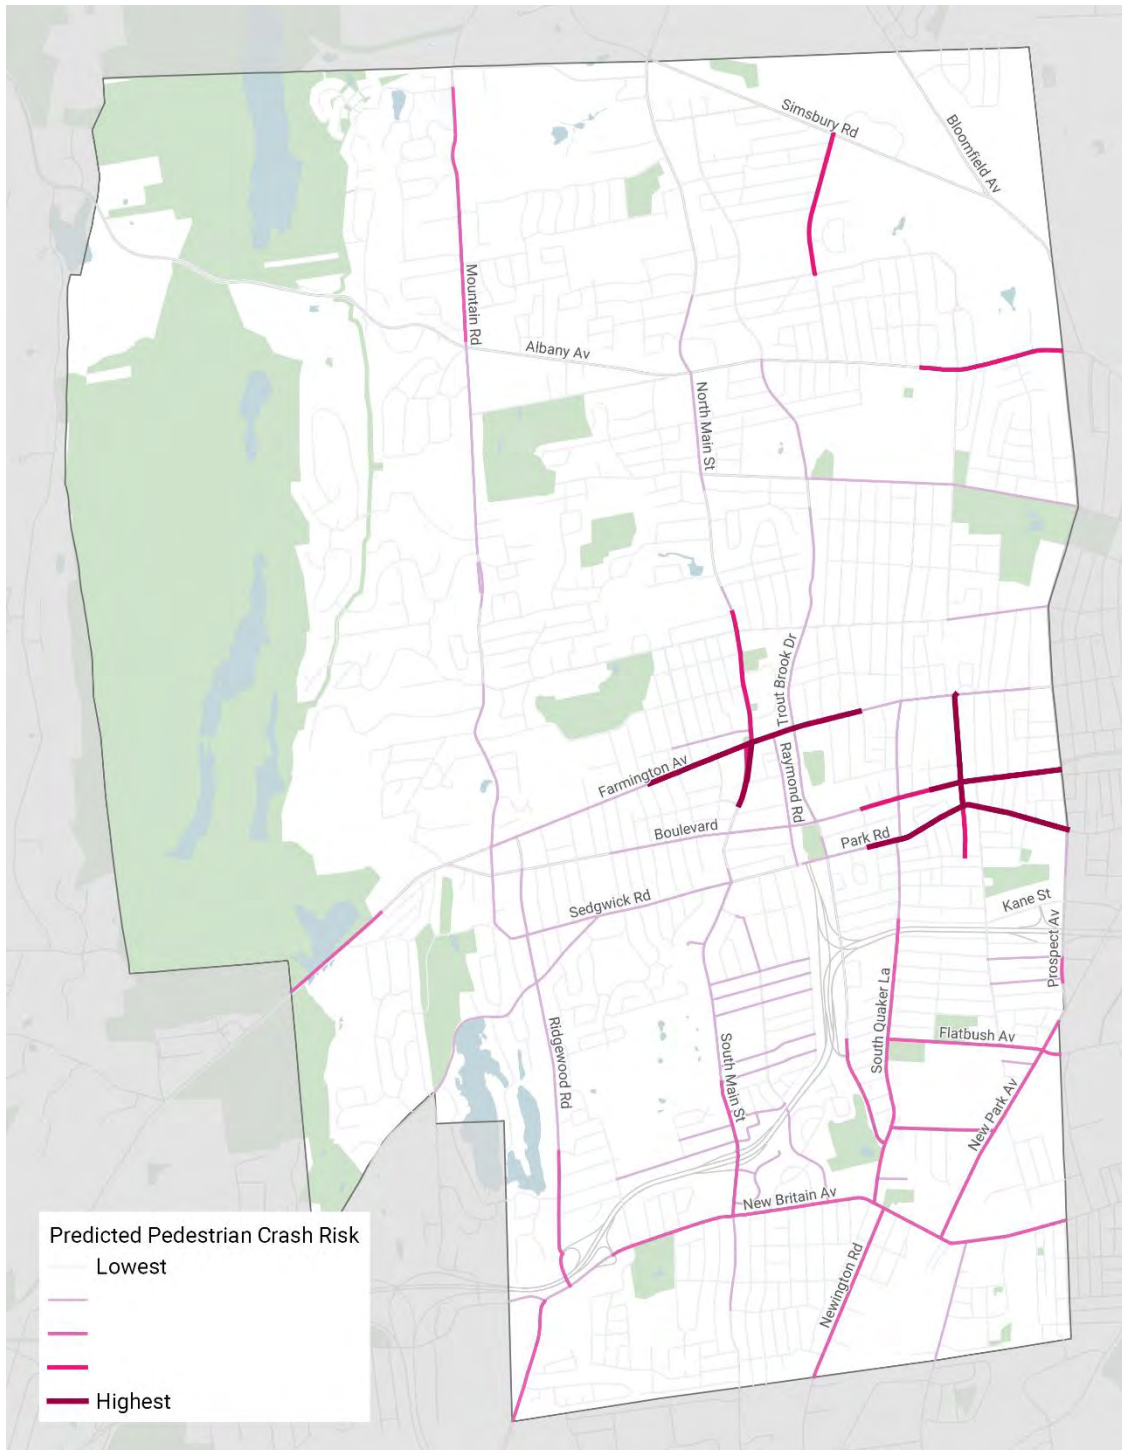 Simsbury Rd
Bloomfield Av
Mountain Rd
Albany Av
North Main St
Trout Brook Dr
Farmington Av
Raymond Rd
Boulevard
Park Rd
Sedgwick Rd
Kane St
Prospect Av
South Quaker La
Ridgewood Rd
Flatbush Av
South Main St
New Park Av
New Britain Av
Newington Rd
Predicted Pedestrian Crash Risk
Lowest
Highest